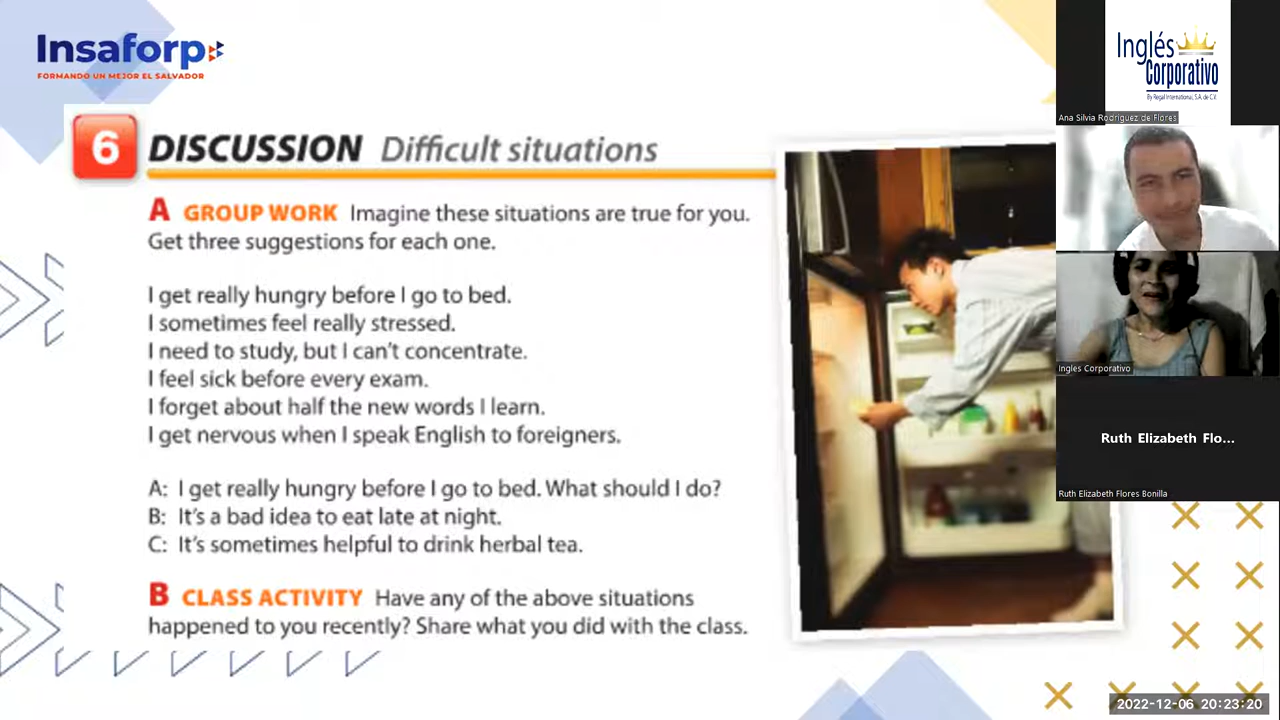 Insaforp
FORMANDO UN MEJOR EL SALVADOR
6 DISCUSSION Difficult situations
A GROUP WORK Imagine these situations are true for you.
Get three suggestions for each one.
I get really hungry before I go to bed.
I sometimes feel really stressed.
I need to study, but I can't concentrate.
I feel sick before every exam.
I forget about half the new words I learn.
I get nervous when I speak English to foreigners.
A: I get really hungry before I go to bed. What should I do?
B: It's a bad idea to eat late at night.
C: It's sometimes helpful to drink herbal tea.
B CLASS ACTIVITY Have any of the above situations
happened to you recently? Share what you did with the class.
Inglés
Corporativo
By Regal International, S.A. de C.V.
Ana Silvia Rodriguez de Flores
Inglés Corporativo
Ruth Elizabeth Flo...
Ruth Elizabeth Flores Bonilla
2022-12-06 20:23:20